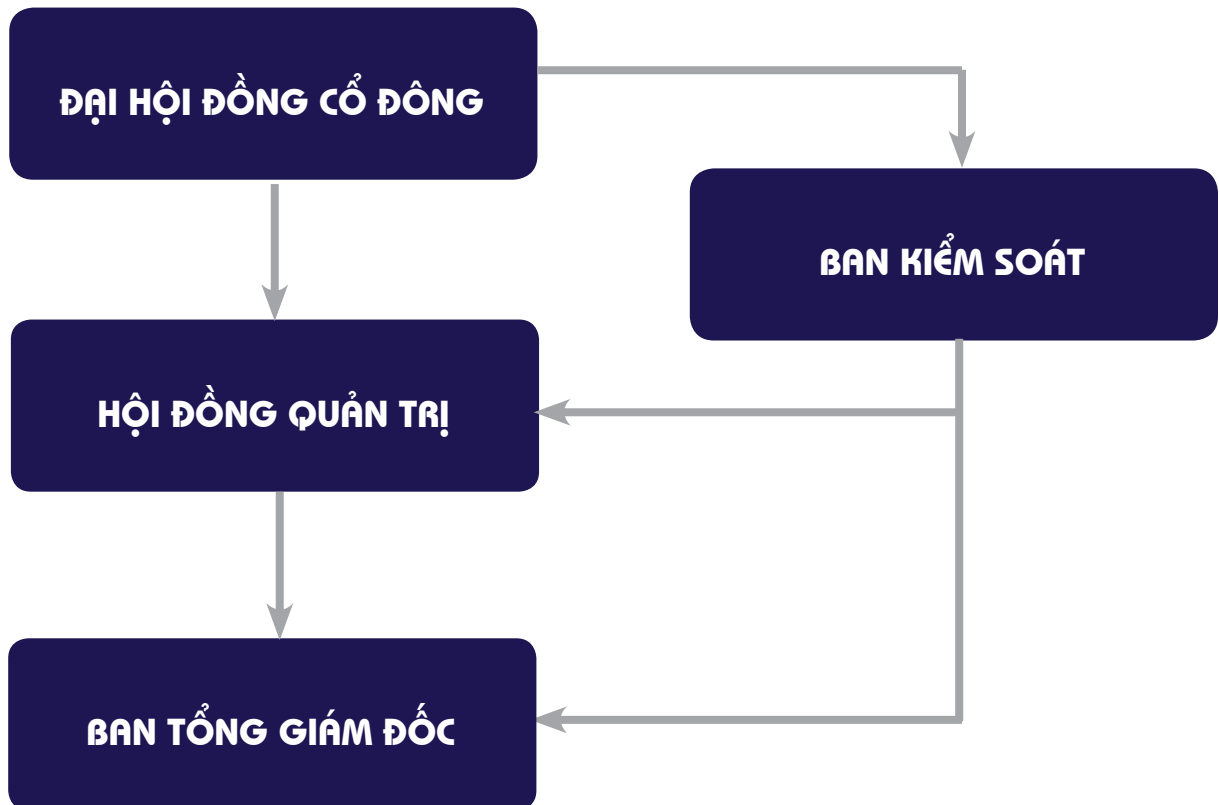 ĐẠI HỘI ĐỒNG CỔ ĐÔNG
BAN KIỂM SOÁT
HỘI ĐỒNG QUẢN TRỊ
BAN TỔNG GIÁM ĐỐC